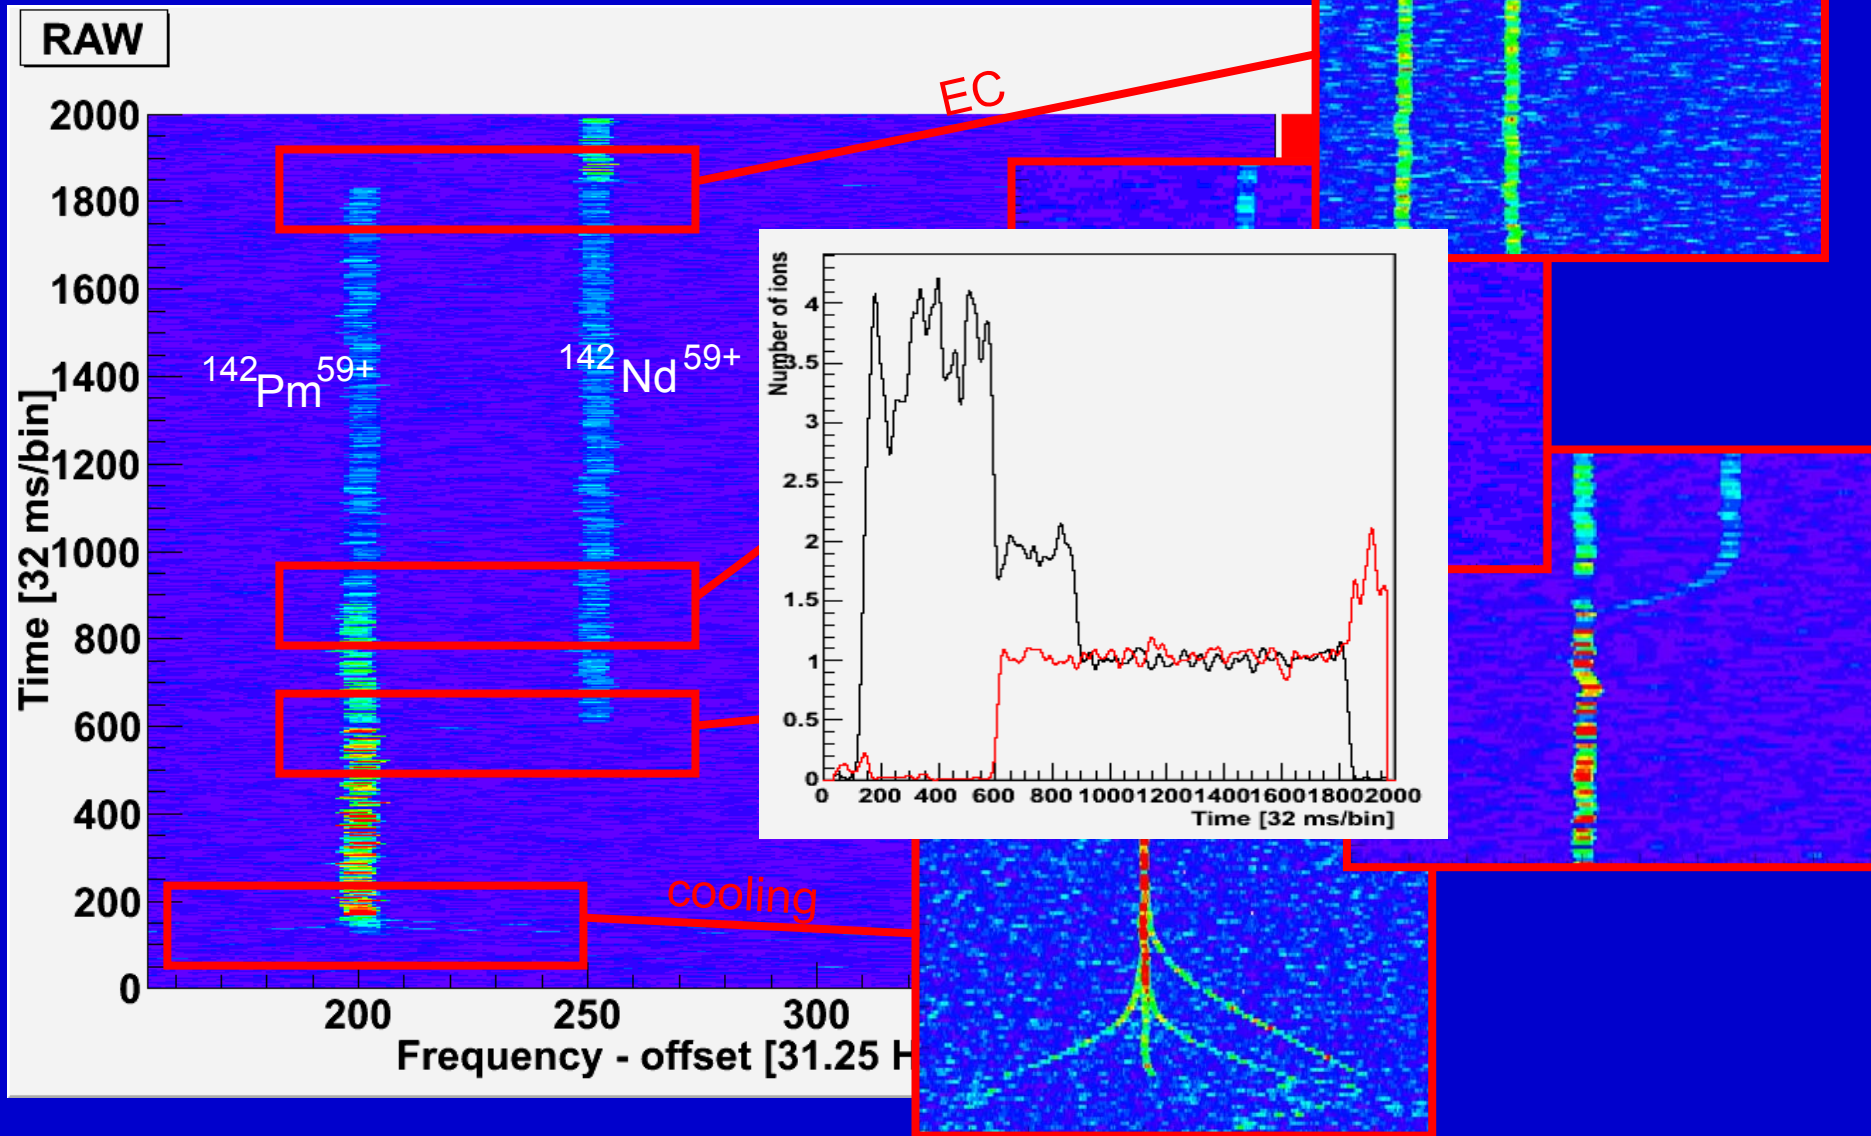 RAW
EC
2000
1800
1600
1400
1200
1000
800
600
400
200
0
Time [32 ms/bin]
142Pm59+
142Nd59+
cooling
200 250 300
Frequency - offset [31.25 H
Number of ions
4
3.5
3
2.5
2
1.5
1
0.5
0
0 200 400 600 800 1000 1200 1400 1600 1800 2000
Time [32 ms/bin]